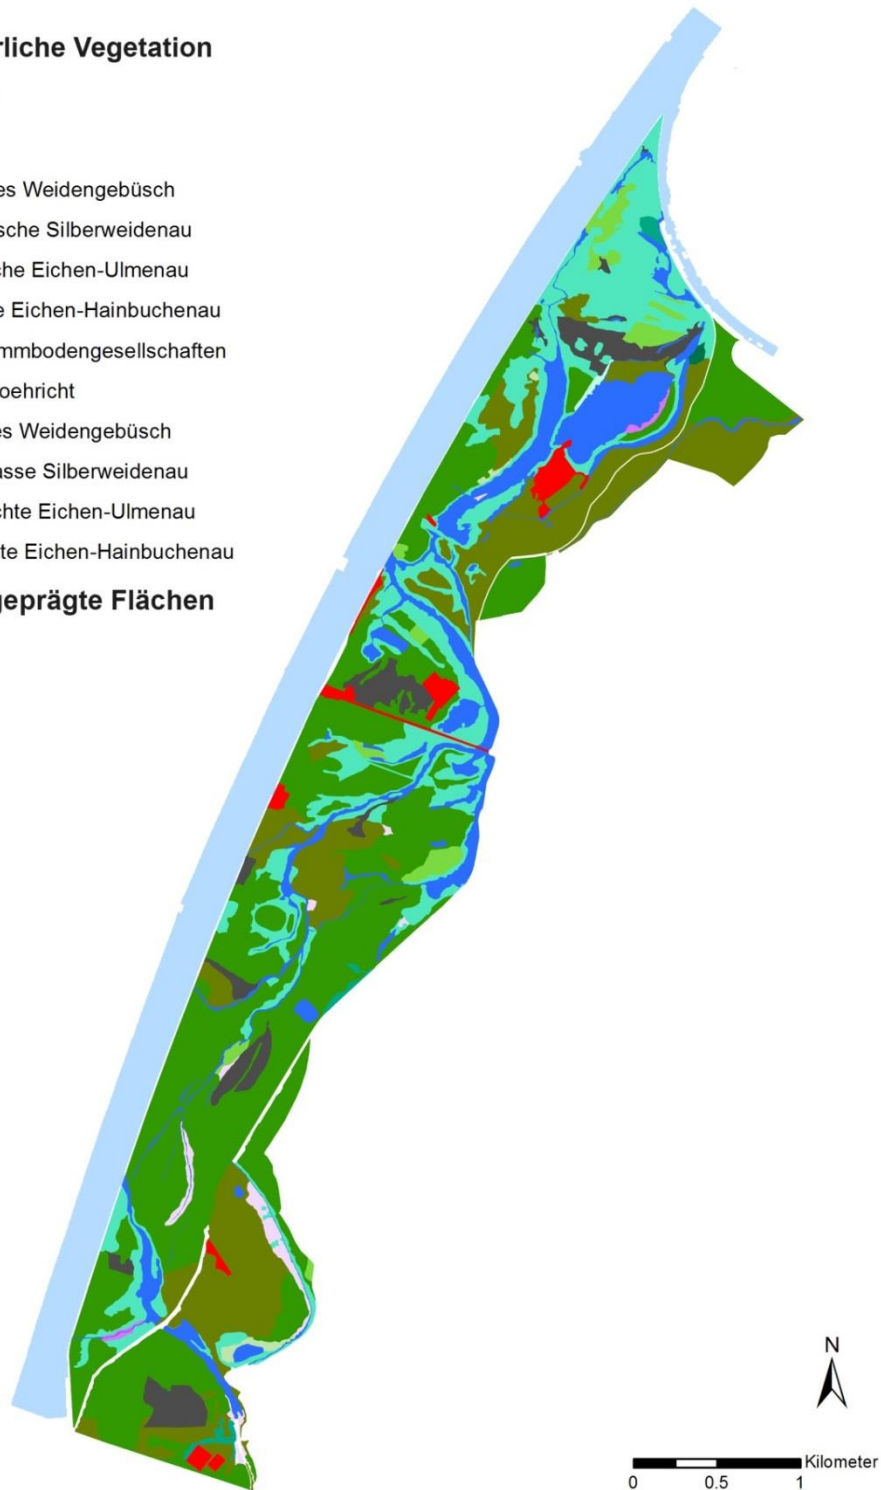 rliche Vegetation
es Weidengebüsch
sche Silberweidenau
che Eichen-Ulmenau
e Eichen-Hainbuchenau
mmbodengesellschaften
oehricht
es Weidengebüsch
asse Silberweidenau
chte Eichen-Ulmenau
te Eichen-Hainbuchenau
geprägte Flächen
N
Kilometer
0 0.5 1